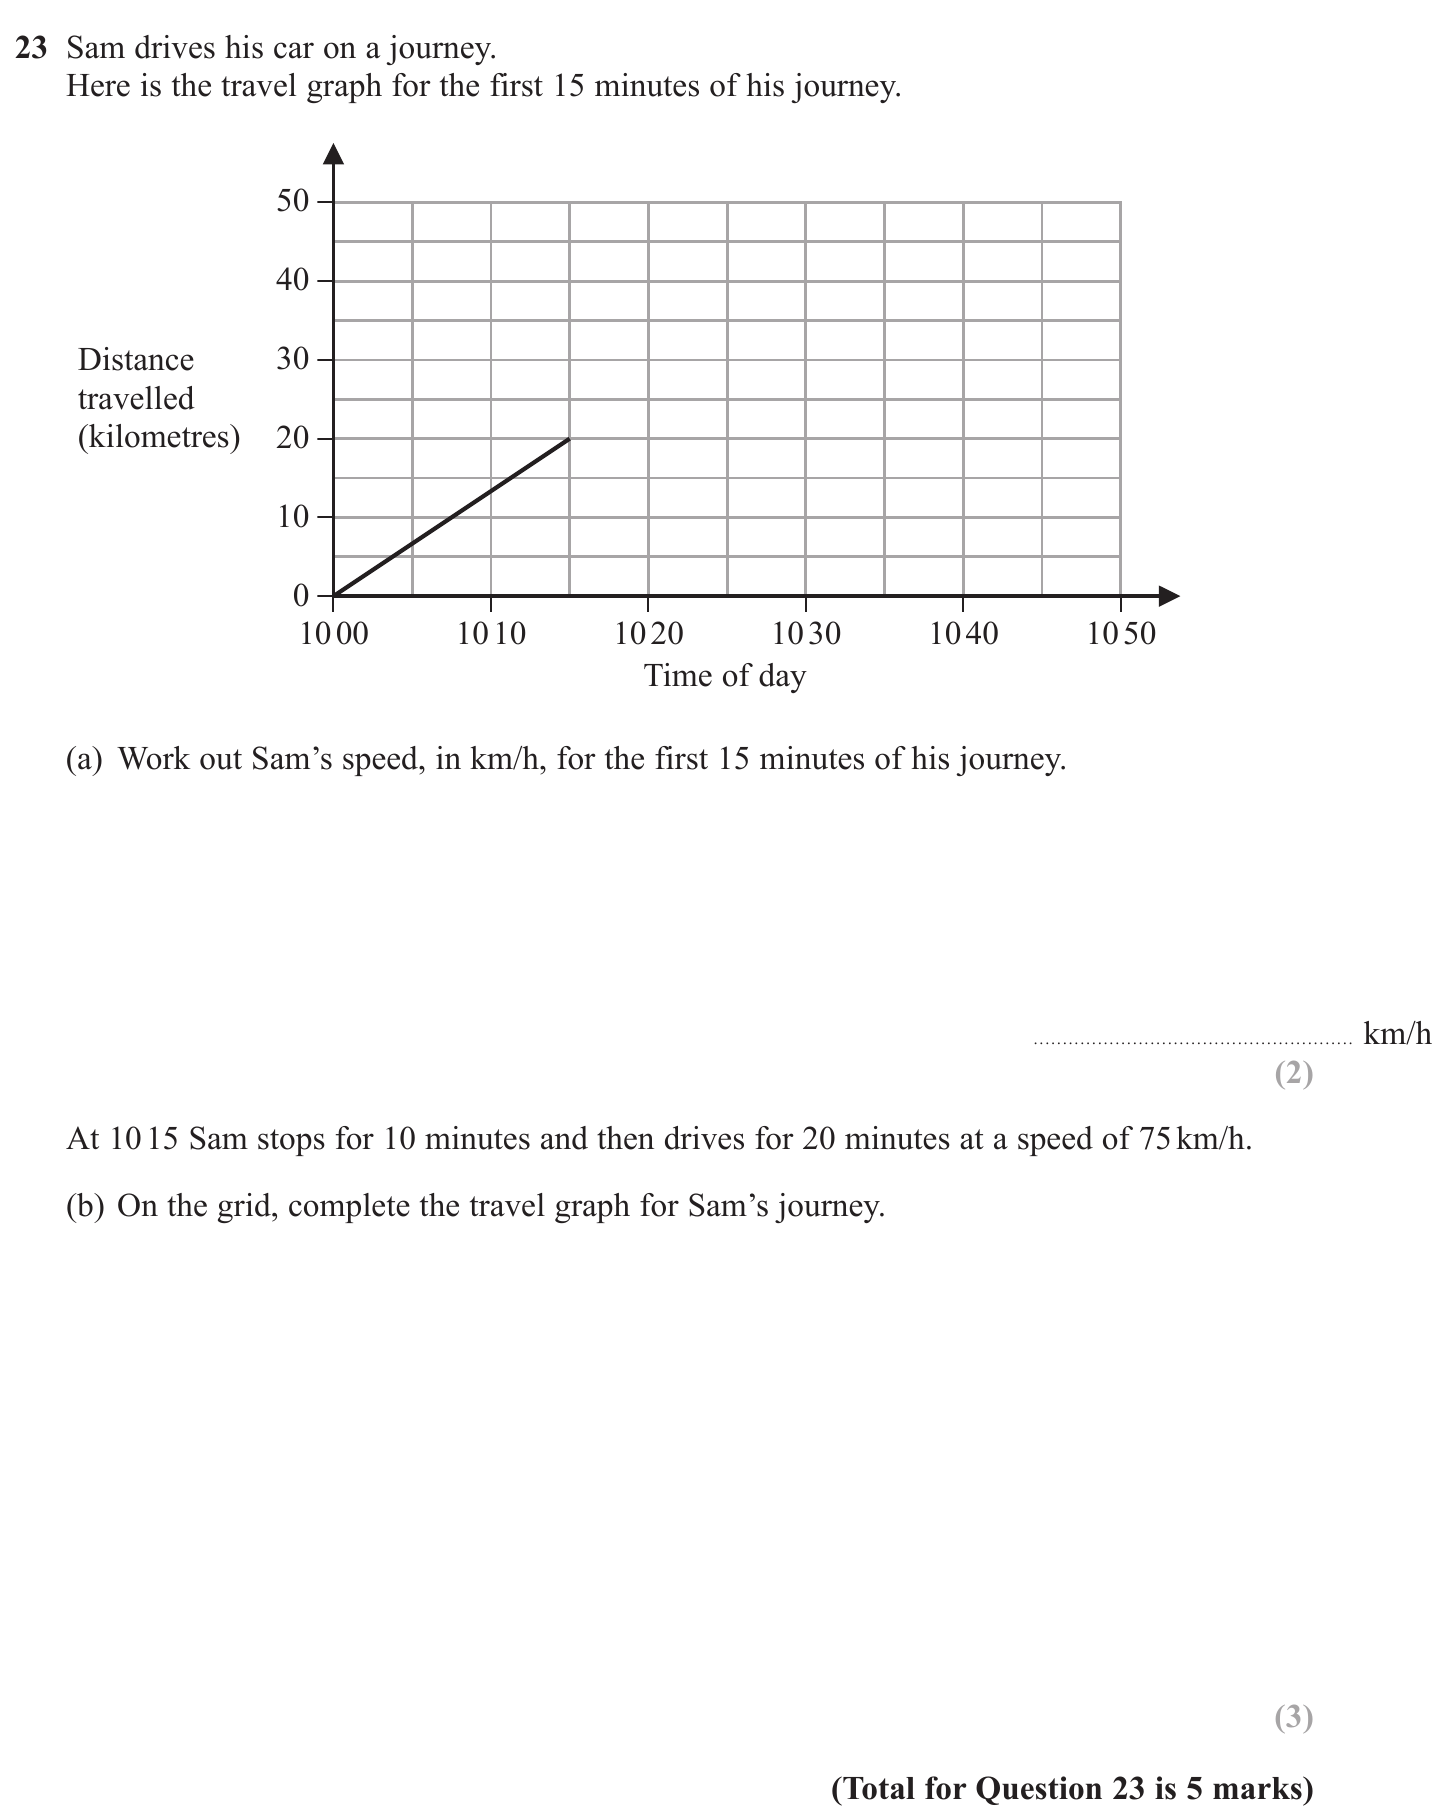 23 Sam drives his car on a journey.
Here is the travel graph for the first 15 minutes of his journey.
50
40
30
20
10
0
Distance
travelled
(kilometres)
10 00 10 10 10 20 10 30 10 40 10 50
Time of day
(a) Work out Sam’s speed, in km/h, for the first 15 minutes of his journey.
...................................................... km/h
(2)
At 10 15 Sam stops for 10 minutes and then drives for 20 minutes at a speed of 75 km/h.
(b) On the grid, complete the travel graph for Sam’s journey.
(3)
(Total for Question 23 is 5 marks)